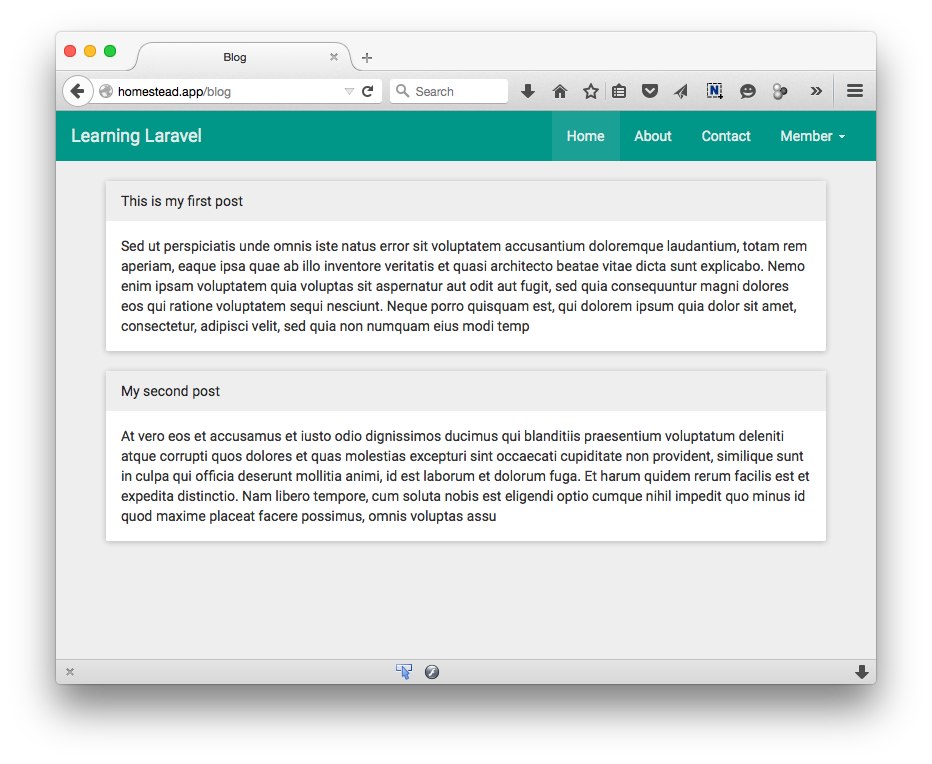 Blog
homestead.app/blog
Search
N
Learning Laravel
Home
About
Contact
Member
This is my first post
Sed ut perspiciatis unde omnis iste natus error sit voluptatem accusantium doloremque laudantium, totam rem
aperiam, eaque ipsa quae ab illo inventore veritatis et quasi architecto beatae vitae dicta sunt explicabo. Nemo
enim ipsam voluptatem quia voluptas sit aspernatur aut odit aut fugit, sed quia consequuntur magni dolores
eos qui ratione voluptatem sequi nesciunt. Neque porro quisquam est, qui dolorem ipsum quia dolor sit amet,
consectetur, adipisci velit, sed quia non numquam eius modi temp
My second post
At vero eos et accusamus et iusto odio dignissimos ducimus qui blanditiis praesentium voluptatum deleniti
atque corrupti quos dolores et quas molestias excepturi sint occaecati cupiditate non provident, similique sunt
in culpa qui officia deserunt mollitia animi, id est laborum et dolorum fuga. Et harum quidem rerum facilis est et
expedita distinctio. Nam libero tempore, cum soluta nobis est eligendi optio cumque nihil impedit quo minus id
quod maxime placeat facere possimus, omnis voluptas assu